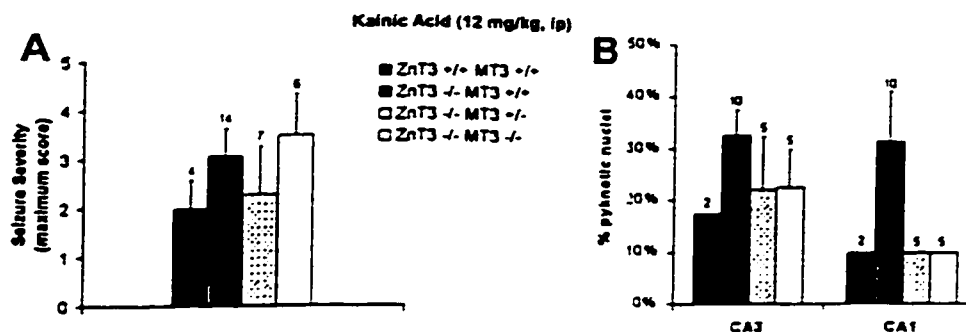 Kainic Acid (12 mg/kg, ip)
A
Seizure Severity
(maximum score)
5
4
3
2
1
0
4
14
7
6
ZnT3 +/+ MT3 +/+
ZnT3 -/- MT3 +/+
ZnT3 -/- MT3 +/-
ZnT3 -/- MT3 -/-
B
% pyknotic nuclei
50%
40%
30%
20%
10%
0%
2
10
5
5
2
10
5
5
CA3
CA1